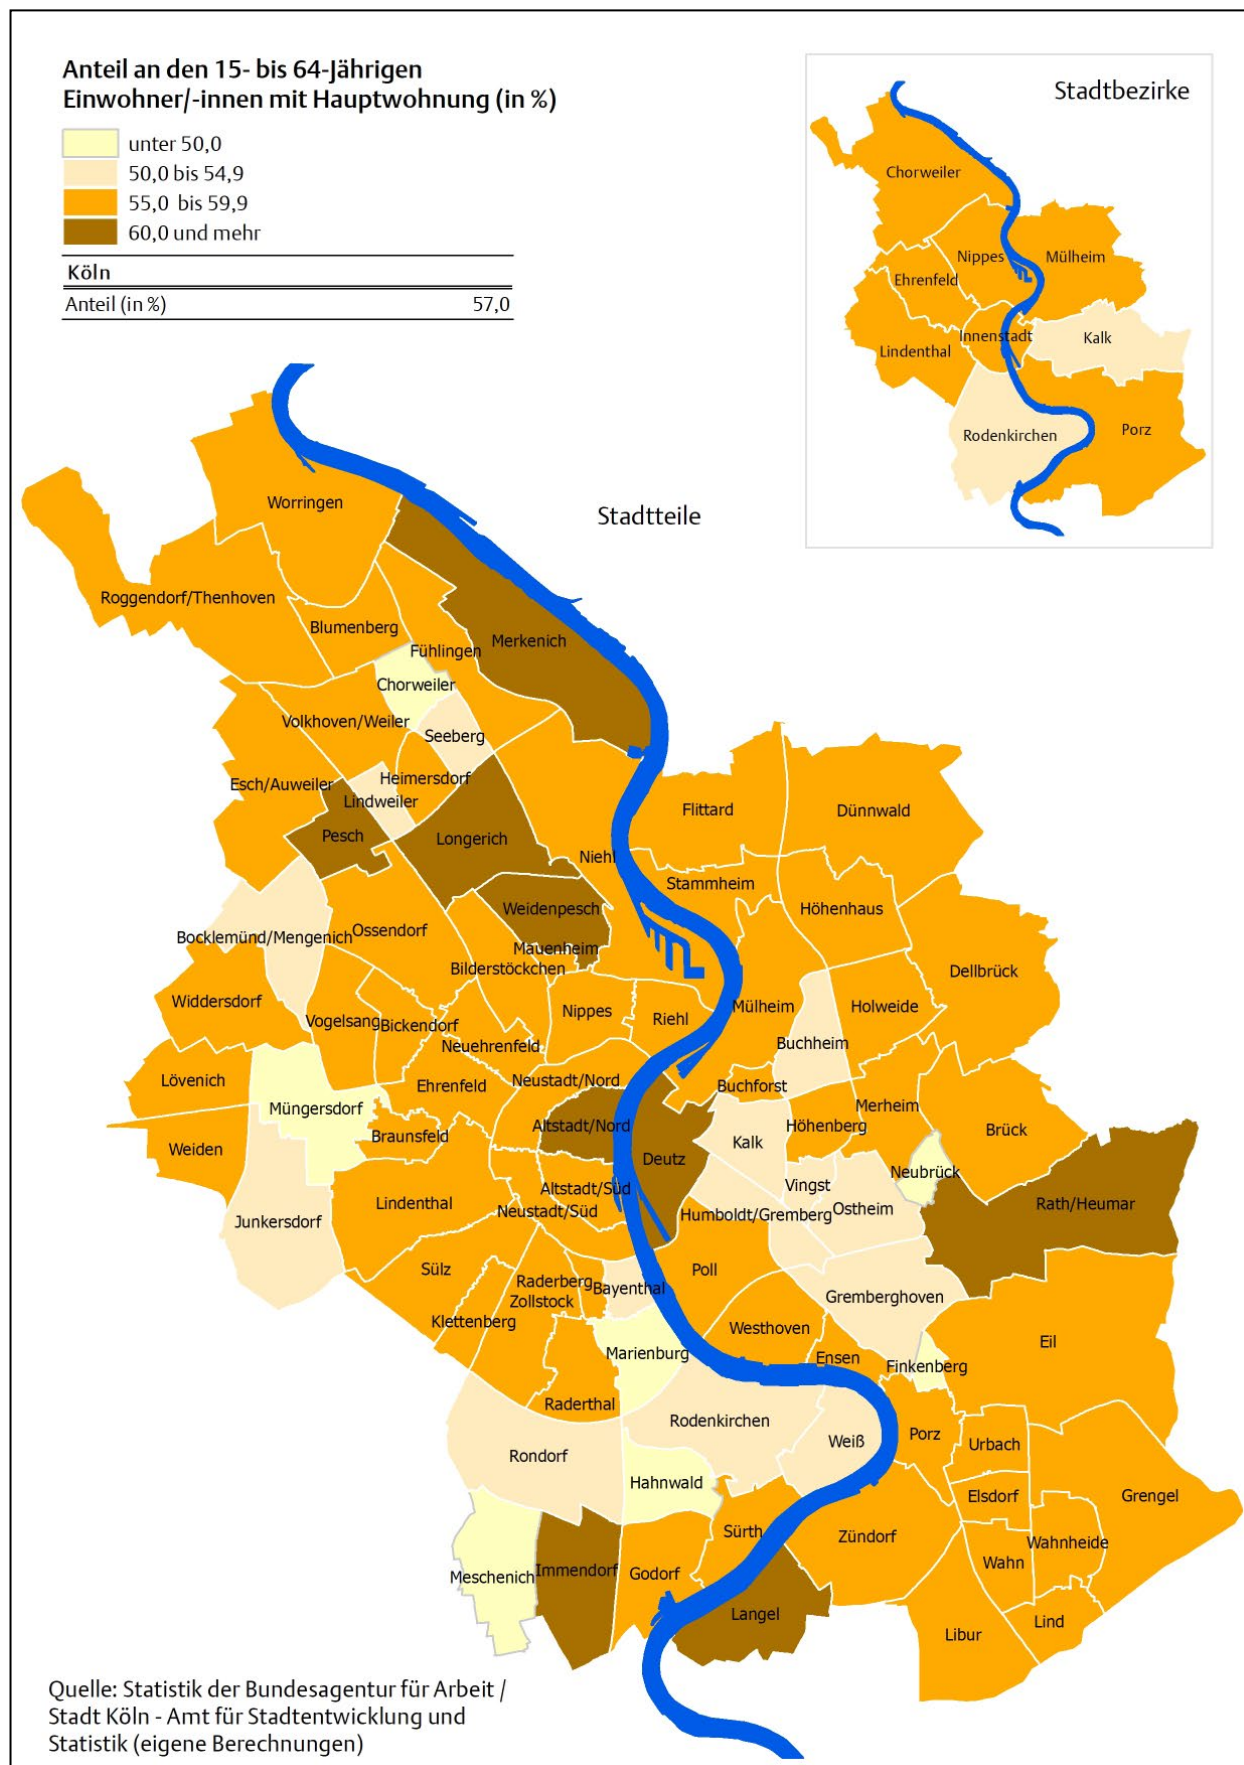 Anteil an den 15- bis 64-Jährigen
Einwohner/-innen mit Hauptwohnung (in %)
unter 50,0
50,0 bis 54,9
55,0 bis 59,9
60,0 und mehr
Köln
Anteil (in %) 57,0
Stadtbezirke
Chorweiler
Nippes
Mülheim
Ehrenfeld
Innenstadt
Kalk
Lindenthal
Rodenkirchen
Porz
Stadtteile
Worringen
Roggendorf/Thenhoven
Blumenberg
Merkenich
Fühlingen
Chorweiler
Volkhoven/Weiler
Seeberg
Heimersdorf
Esch/Auweiler
Lindweiler
Flittard
Dünnwald
Pesch
Longerich
Niehl
Stammheim
Weidenpesch
Höhenhaus
Ossendorf
Bocklemünd/Mengenich
Mauenheim
Bilderstöckchen
Dellbrück
Widdersdorf
Mülheim
Holweide
Nippes
Riehl
Vogelsang
Bickendorf
Neuehrenfeld
Buchheim
Lövenich
Neustadt/Nord
Ehrenfeld
Buchforst
Müngersdorf
Merheim
Altstadt/Nord
Höhenberg
Brück
Braunsfeld
Kalk
Weiden
Deutz
Neubrück
Vingst
Altstadt/Süd
Lindenthal
Rath/Heumar
Neustadt/Süd
Humboldt/Gremberg
Ostheim
Junkersdorf
Sülz
Poll
Raderberg
Bayenthal
Zollstock
Gremberghoven
Klettenberg
Westhoven
Eil
Marienburg
Ensen
Finkenberg
Raderthal
Rodenkirchen
Porz
Weiß
Urbach
Rondorf
Hahnwald
Elsdorf
Grengel
Sürth
Zündorf
Wahnheide
Wahn
Immendorf
Godorf
Meschenich
Langel
Lind
Libur
Quelle: Statistik der Bundesagentur für Arbeit /
Stadt Köln - Amt für Stadtentwicklung und
Statistik (eigene Berechnungen)